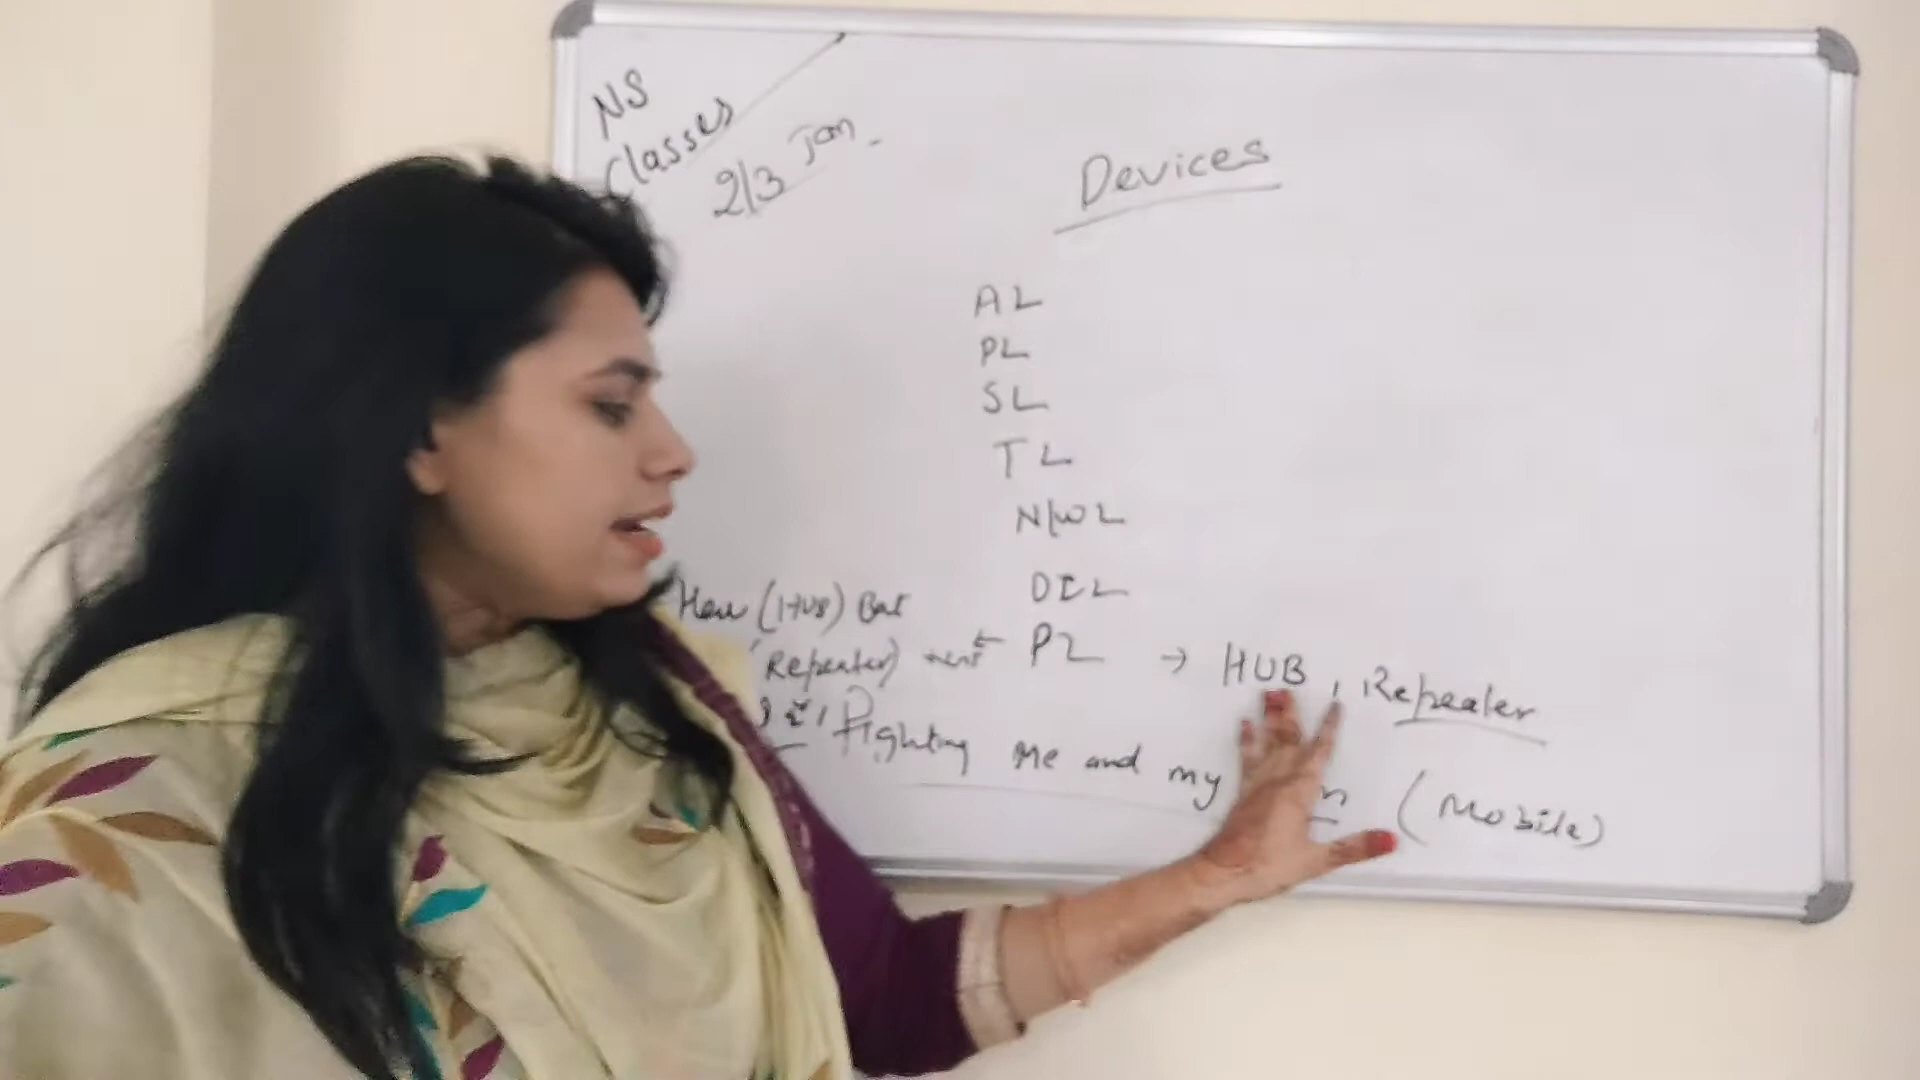 NS
Classes
2/3 Jan.
Devices
AL
PL
SL
TL
N/WL
DLL
(HUB) But
PL → HUB, Repeater
(Repeater)
Fighting Me and my
(Mobile)